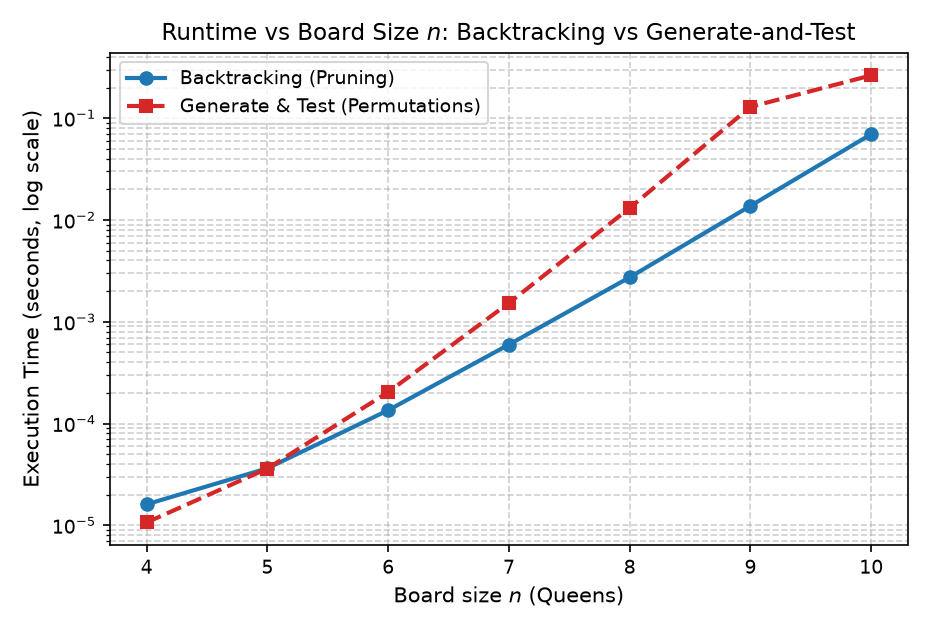 Runtime vs Board Size n: Backtracking vs Generate-and-Test
Backtracking (Pruning)
Generate & Test (Permutations)
Execution Time (seconds, log scale)
10⁻¹
10⁻²
10⁻³
10⁻⁴
10⁻⁵
4 5 6 7 8 9 10
Board size n (Queens)